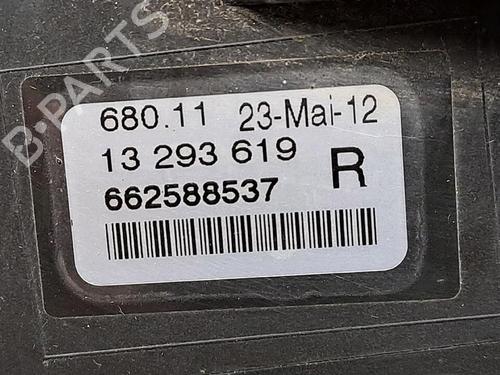 B-PARTS
680.11 23-Mai-12
13 293 619
R
662588537